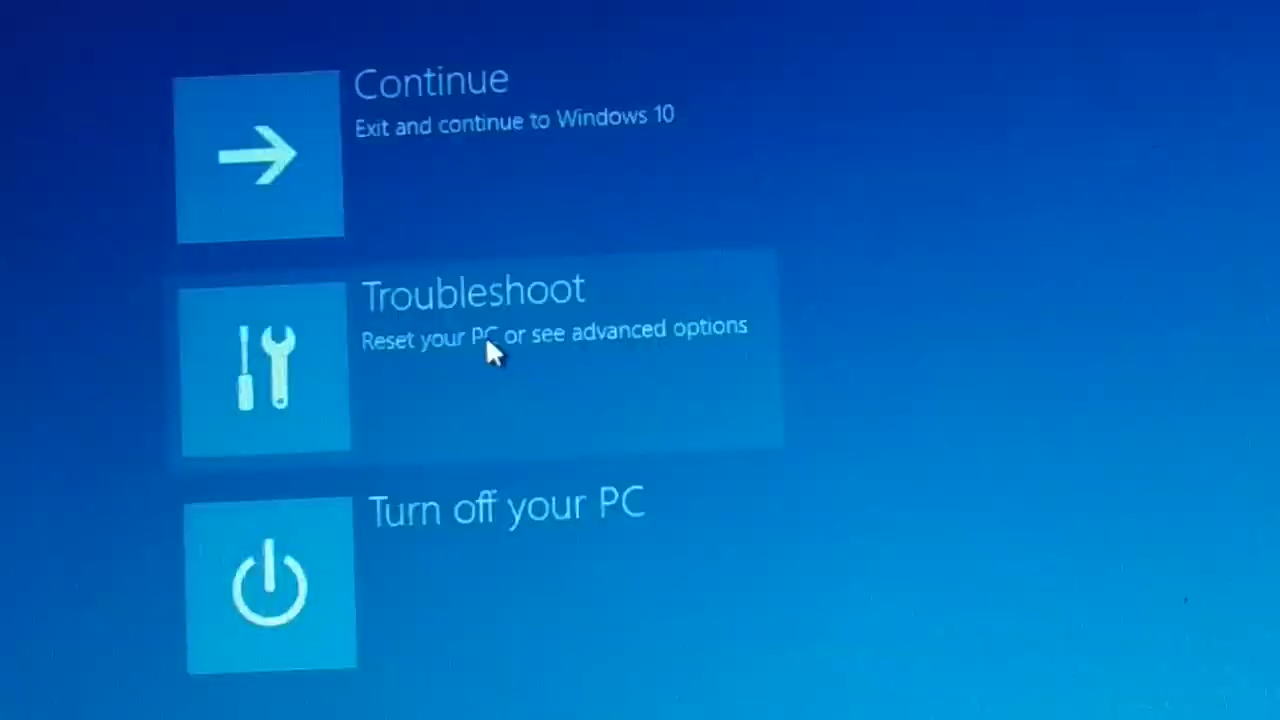 Continue
Exit and continue to Windows 10
Troubleshoot
Reset your PC or see advanced options
Turn off your PC